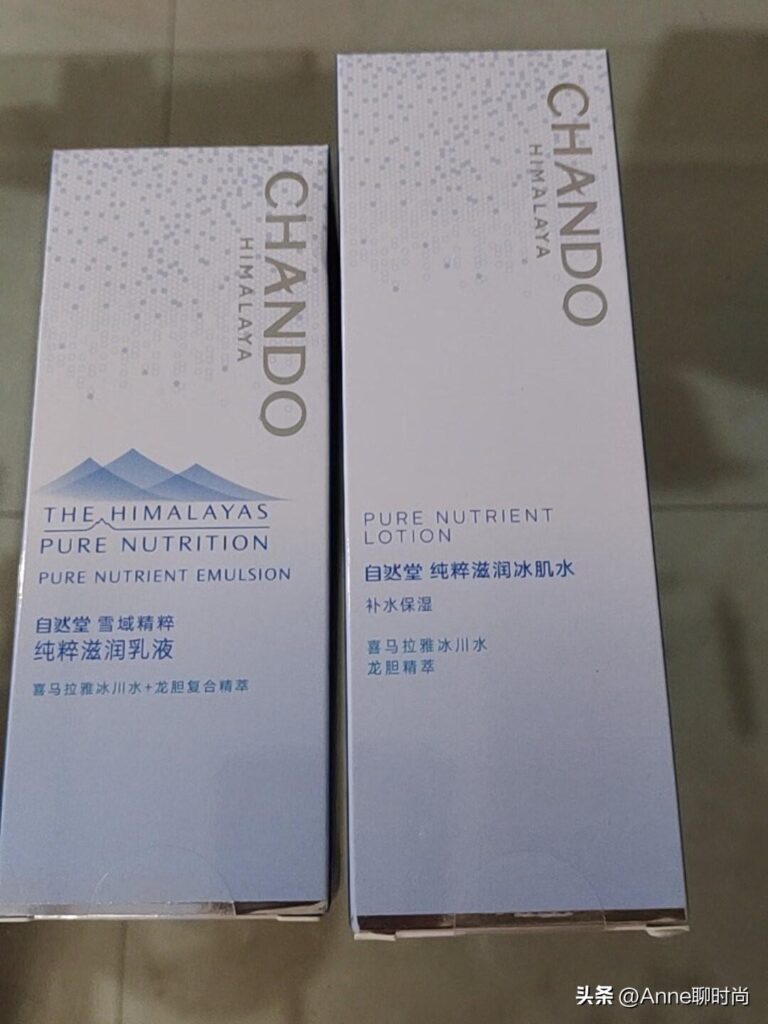 CHANDO
HIMALAYA
THE HIMALAYAS
PURE NUTRITION
PURE NUTRIENT EMULSION
自然堂 雪域精粹
纯粹滋润乳液
喜马拉雅冰川水+龙胆复合精萃
CHANDO
HIMALAYA
PURE NUTRIENT
LOTION
自然堂 纯粹滋润冰肌水
补水保湿
喜马拉雅冰川水
龙胆精萃
头条 @Anne聊时尚